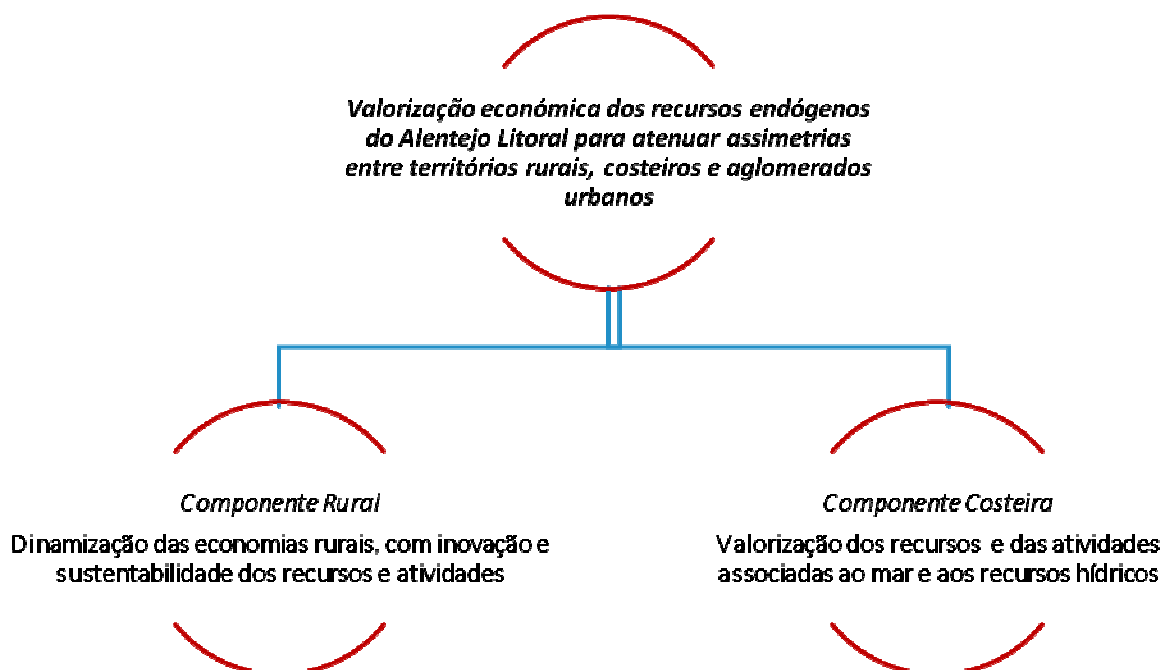 Valorização económica dos recursos endógenos
do Alentejo Litoral para atenuar assimetrias
entre territórios rurais, costeiros e aglomerados
urbanos
Componente Rural
Dinamização das economias rurais, com inovação e
sustentabilidade dos recursos e atividades
Componente Costeira
Valorização dos recursos e das atividades
associadas ao mar e aos recursos hídricos